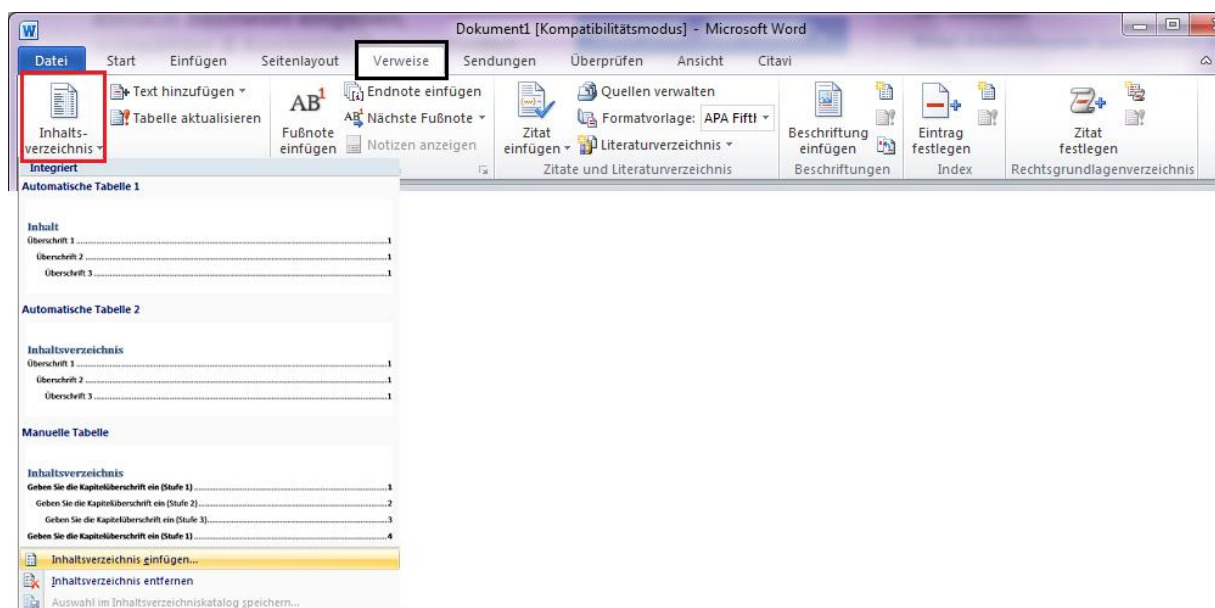 Dokument1 [Kompatibilitätsmodus] - Microsoft Word
Datei Start Einfügen Seitenlayout Verweise Sendungen Überprüfen Ansicht Citavi
Inhalts-
verzeichnis
Text hinzufügen
Tabelle aktualisieren
AB1
Fußnote
einfügen
Endnote einfügen
Nächste Fußnote
Notizen anzeigen
Zitat
einfügen
Quellen verwalten
Formatvorlage: APA Fifth
Literaturverzeichnis
Zitate und Literaturverzeichnis
Beschriftung
einfügen
Beschriftungen
Eintrag
festlegen
Index
Zitat
festlegen
Rechtsgrundlagenverzeichnis
Integriert
Automatische Tabelle 1
Inhalt
Überschrift 1 ... 1
Überschrift 2 ... 1
Überschrift 3 ... 1
Automatische Tabelle 2
Inhaltsverzeichnis
Überschrift 1 ... 1
Überschrift 2 ... 1
Überschrift 3 ... 1
Manuelle Tabelle
Inhaltsverzeichnis
Geben Sie die Kapitelüberschrift ein (Stufe 1) ... 1
Geben Sie die Kapitelüberschrift ein (Stufe 2) ... 2
Geben Sie die Kapitelüberschrift ein (Stufe 3) ... 3
Geben Sie die Kapitelüberschrift ein (Stufe 1) ... 4
Inhaltsverzeichnis einfügen...
Inhaltsverzeichnis entfernen
Auswahl im Inhaltsverzeichniskatalog speichern...